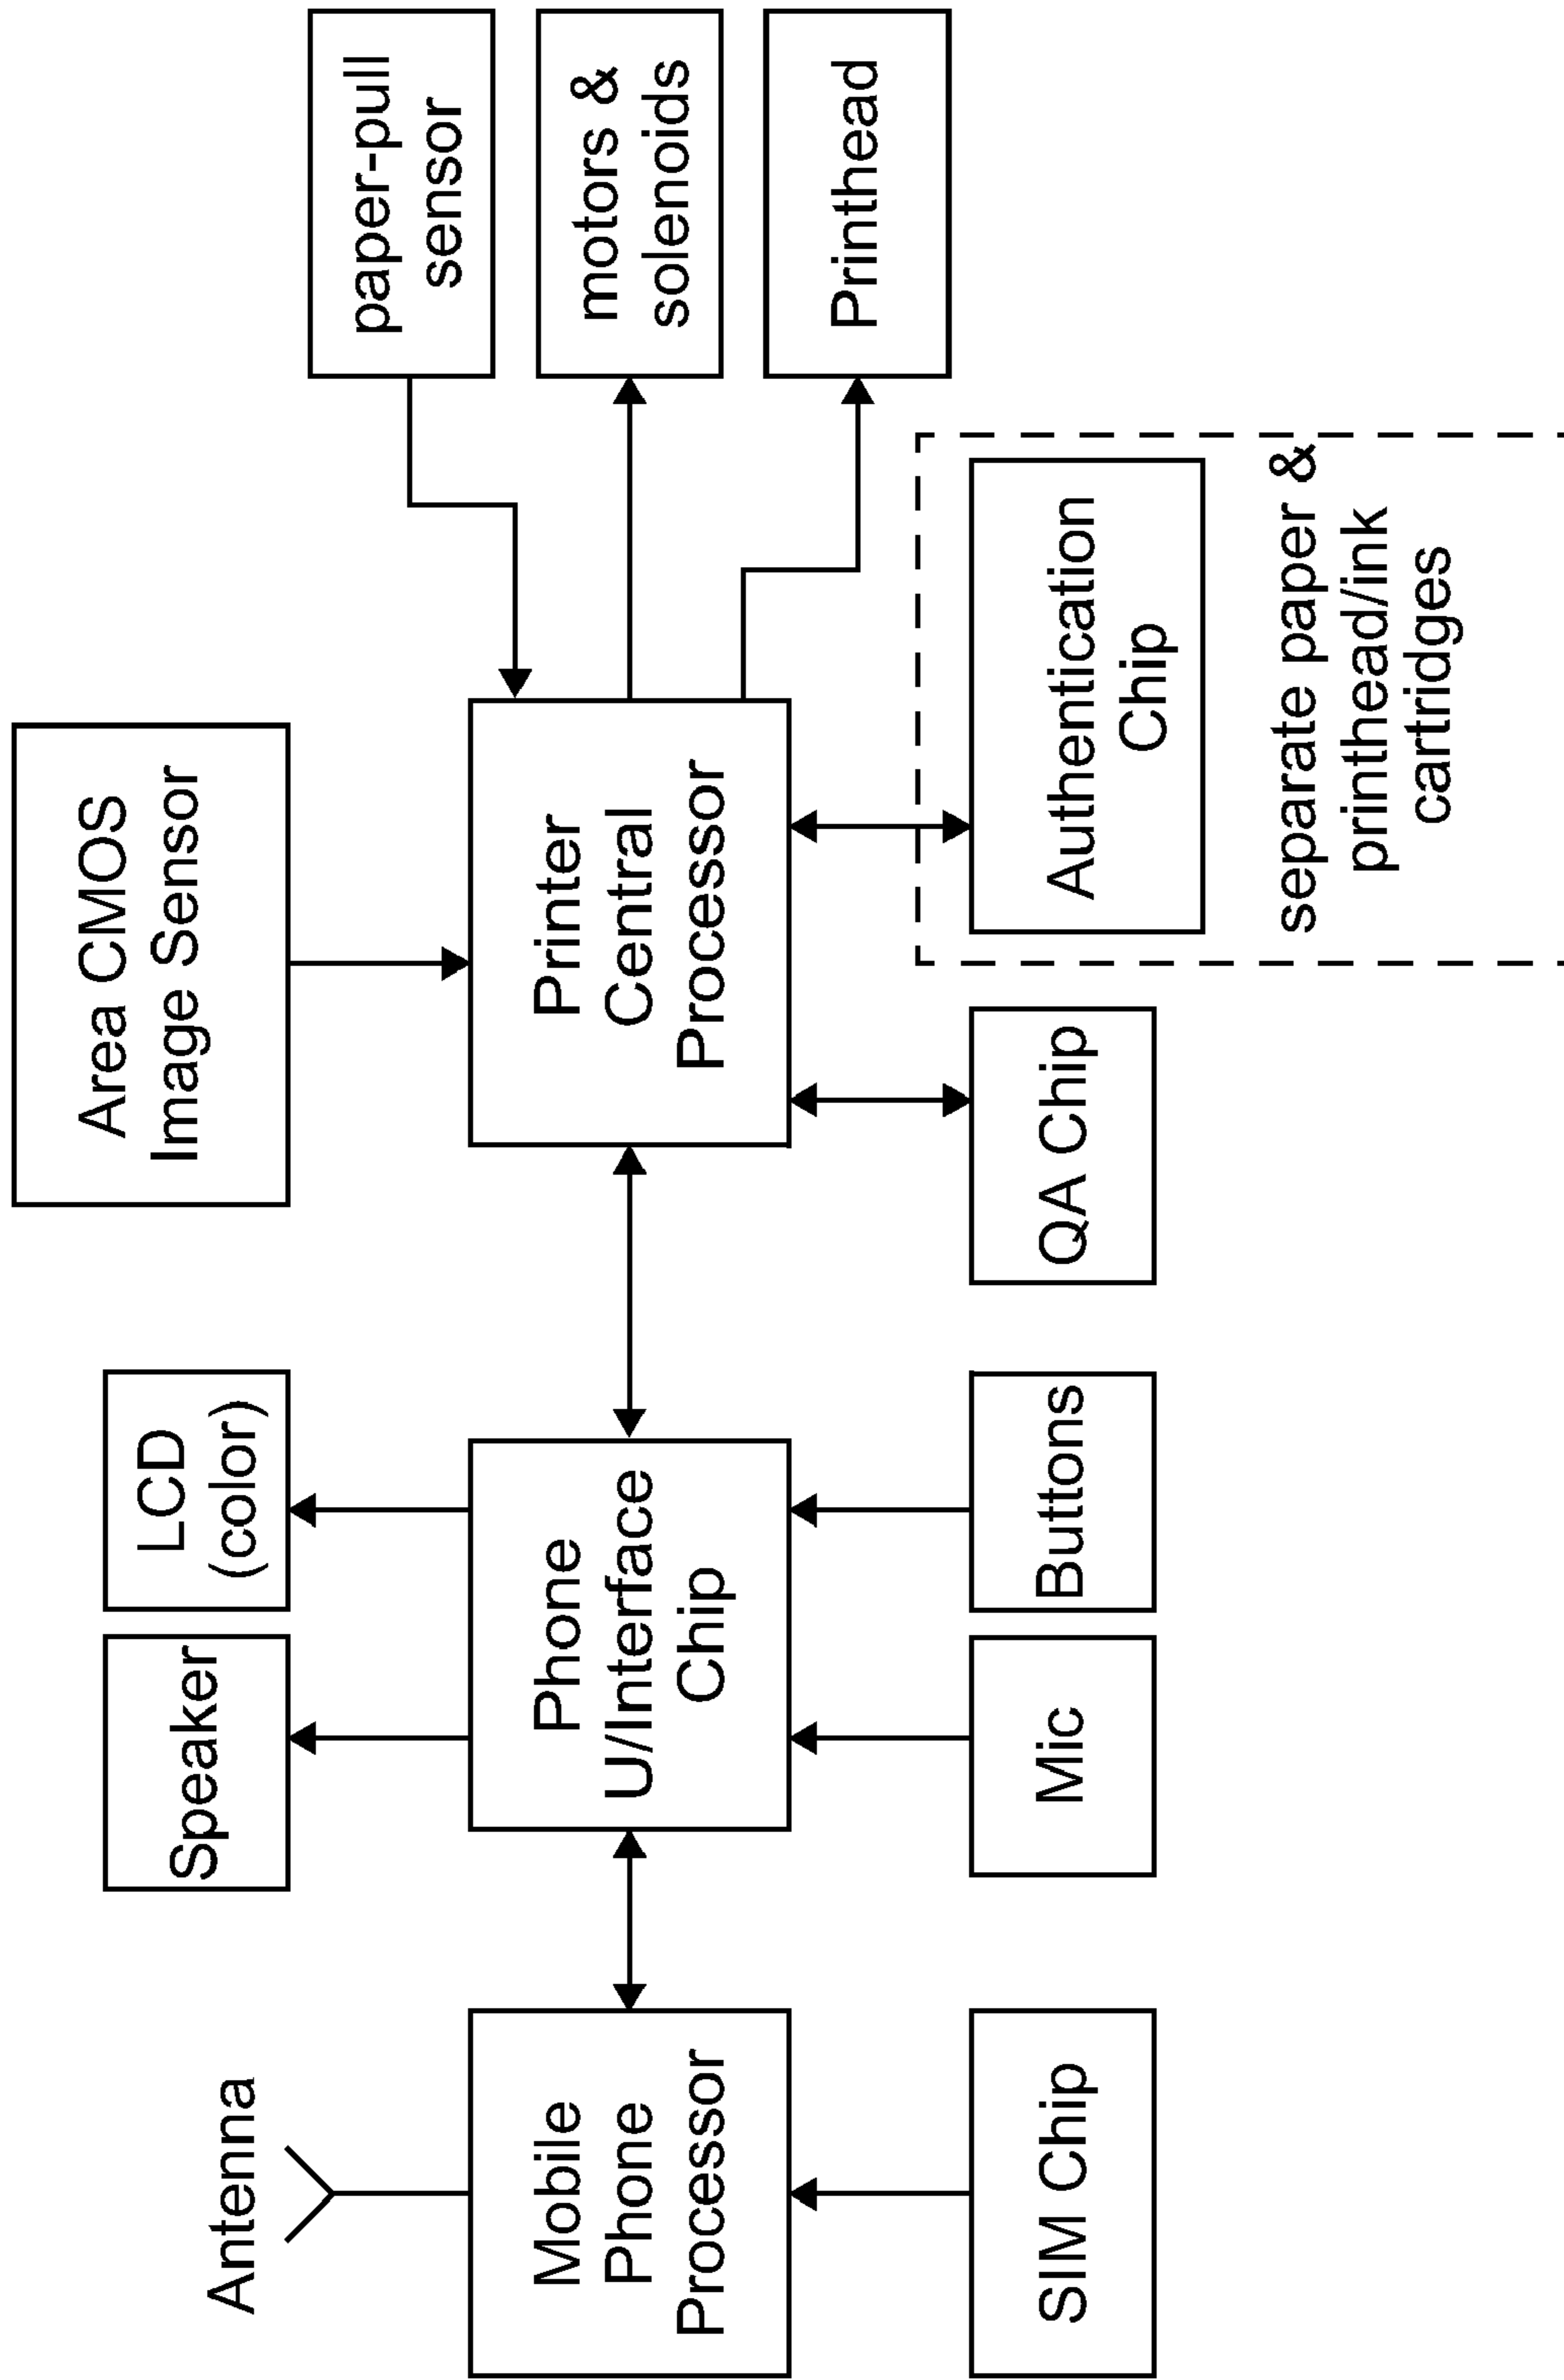 Area CMOS
Image Sensor
paper-pull
sensor
motors &
solenoids
Printhead
Printer
Central
Processor
Authentication
Chip
separate paper &
printhead/ink
cartridges
QA Chip
LCD
(color)
Speaker
Phone
U/Interface
Chip
Buttons
Mic
Antenna
Mobile
Phone
Processor
SIM Chip